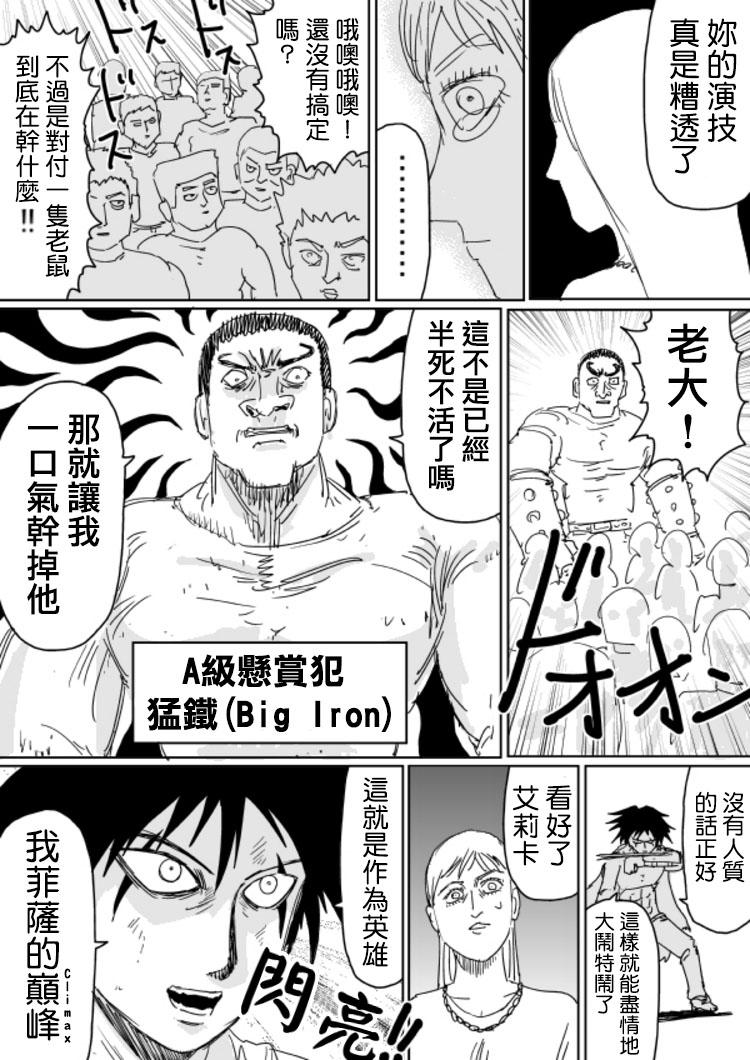 妳的演技
真是糟透了
………………
哦噢哦噢！
還沒有搞定
嗎？
不過是對付一隻老鼠
到底在幹什麼!!
ドドドド
ドドス
老大！
ドォオオン
這不是已經
半死不活了嗎
那就讓我
一口氣幹掉他
A級懸賞犯
猛鐵(Big Iron)
沒有人質
的話正好
這樣就能盡情地
大鬧特鬧了
看好了
艾莉卡
這就是作為英雄
我菲薩的巔峰
Climax
閃亮!!